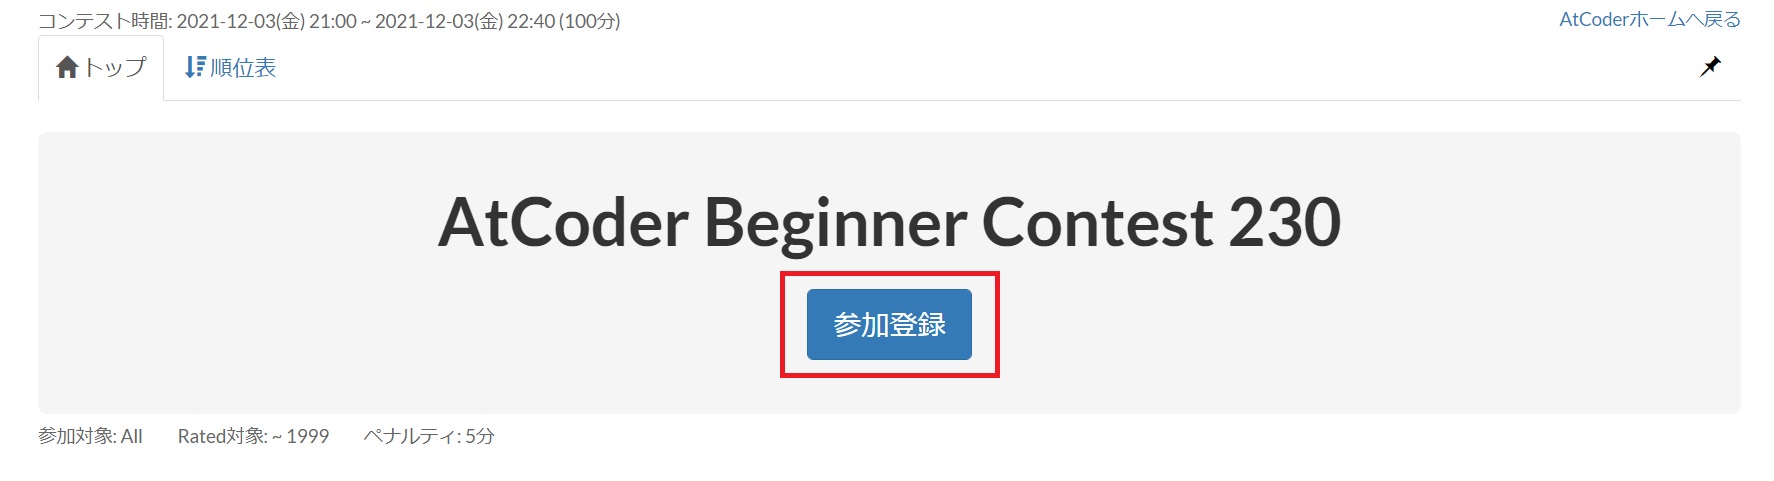 コンテスト時間: 2021-12-03(金) 21:00 ~ 2021-12-03(金) 22:40 (100分) AtCoderホームへ戻る
トップ 順位表
AtCoder Beginner Contest 230
参加登録
参加対象: All Rated対象: ~ 1999 ペナルティ: 5分